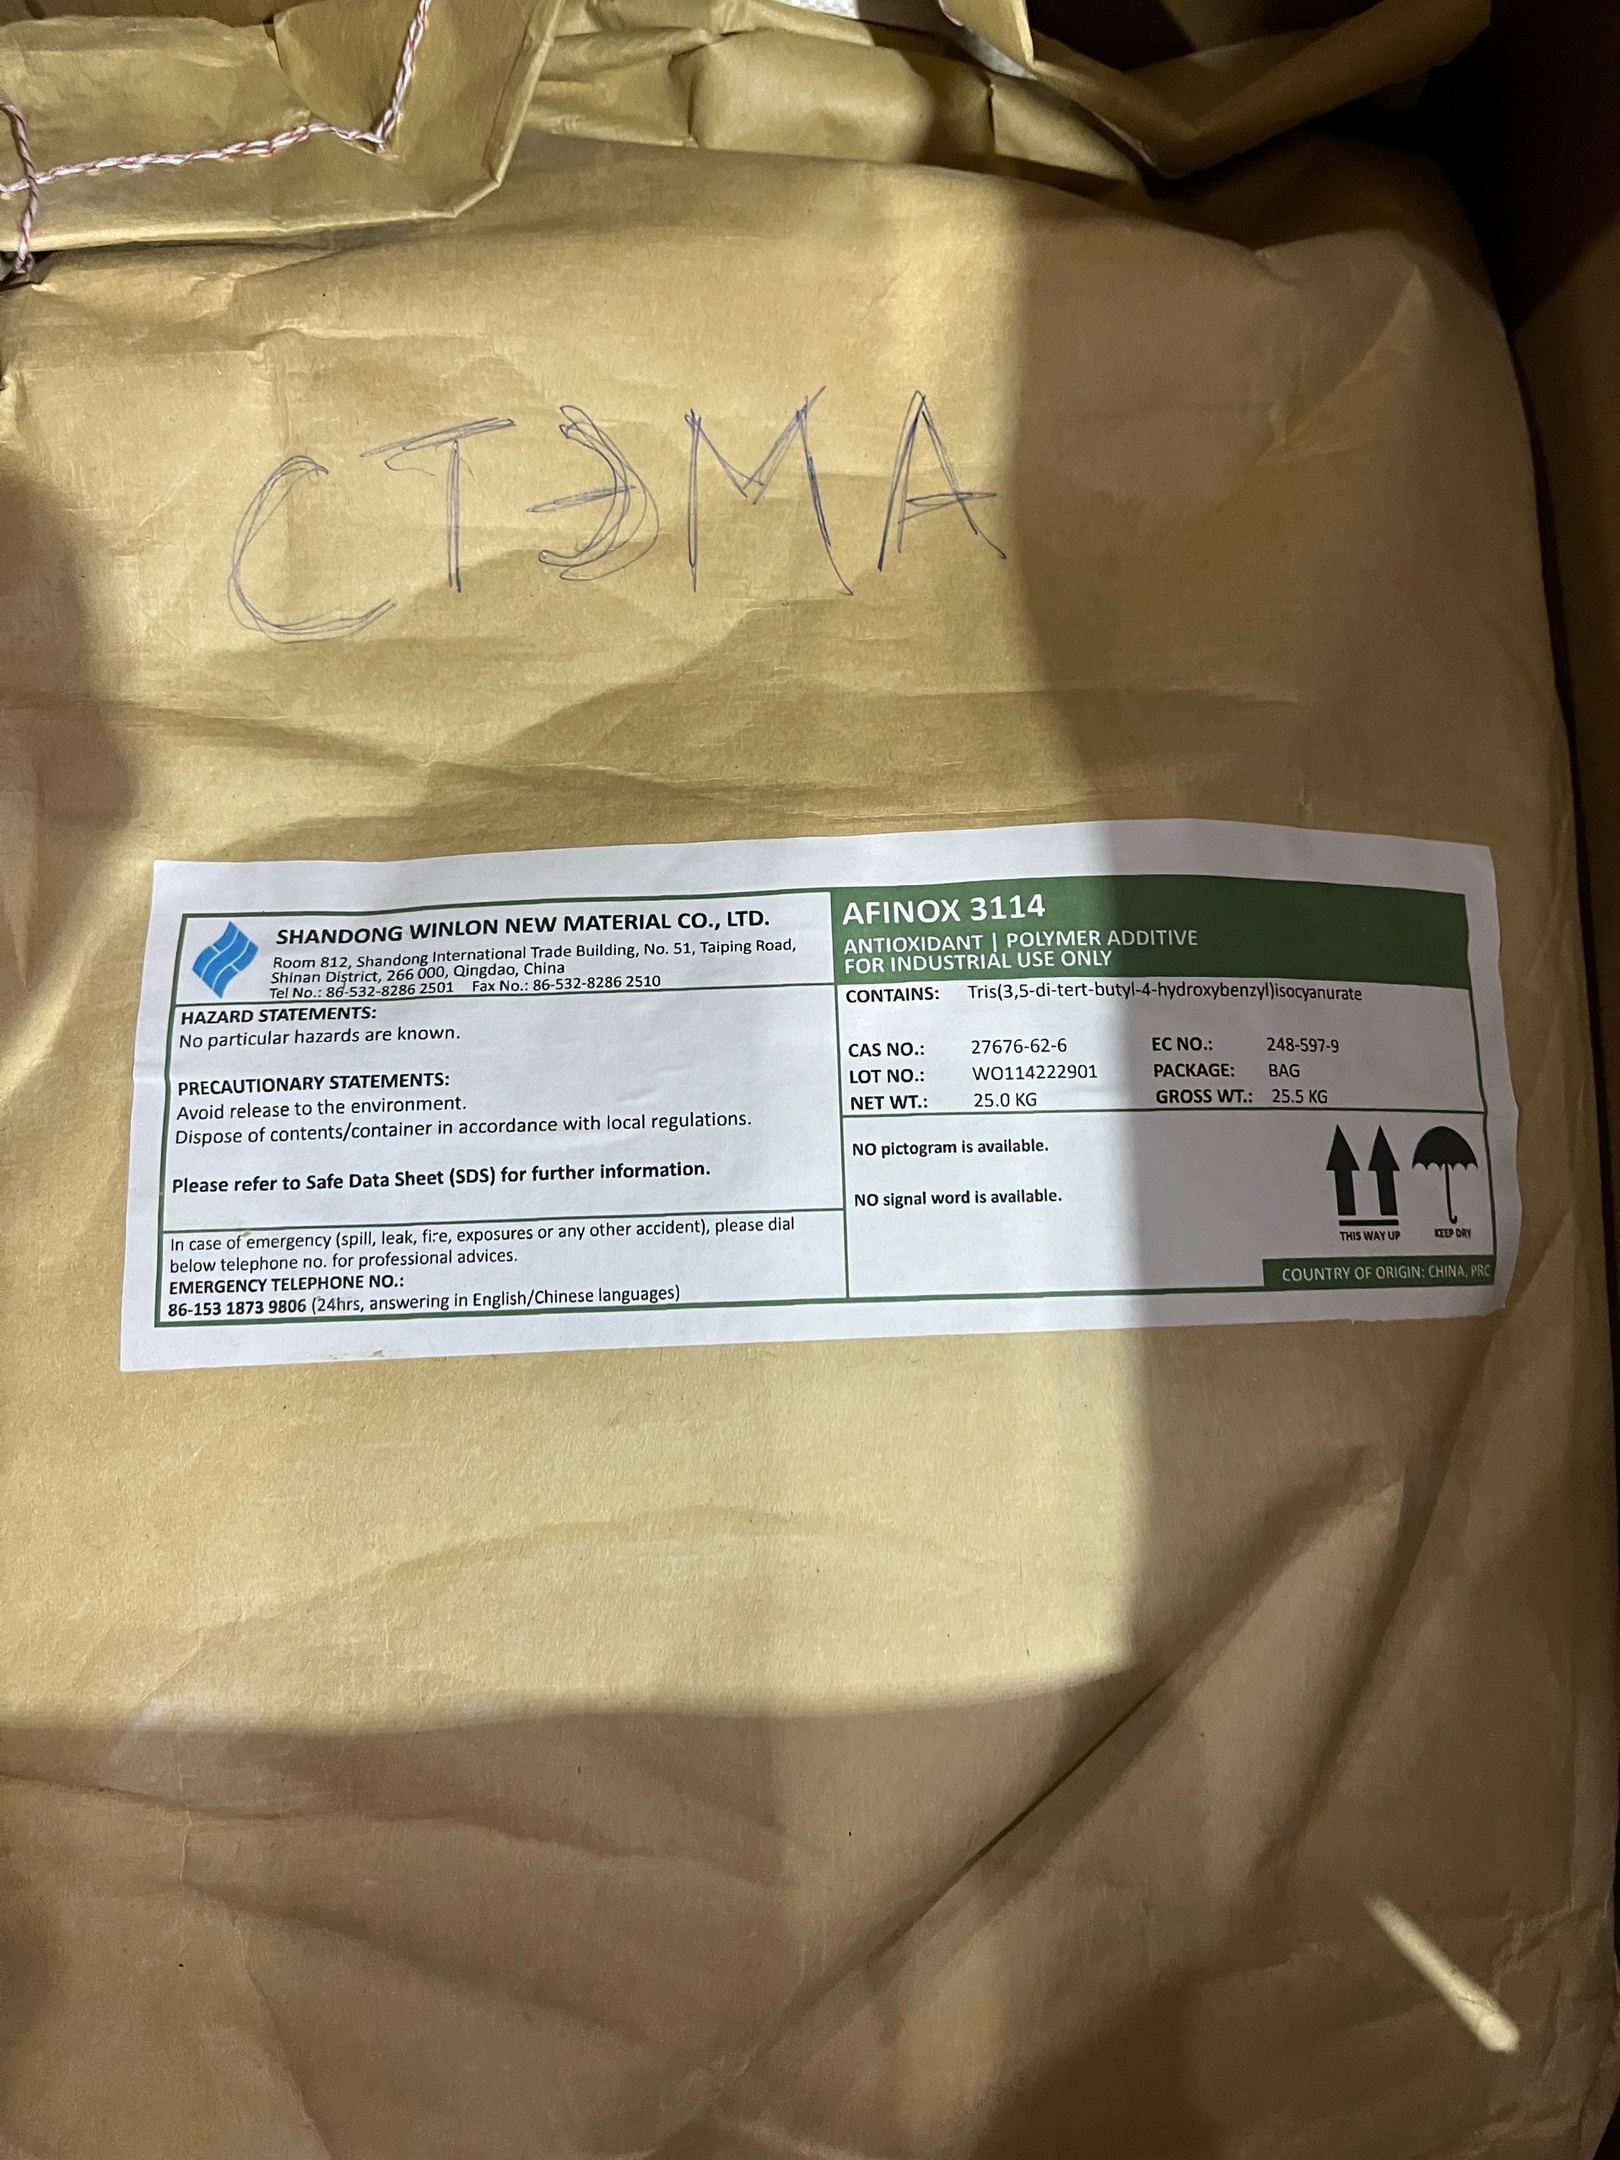 СТЭМА
SHANDONG WINLON NEW MATERIAL CO., LTD.
Room 812, Shandong International Trade Building, No. 51, Taiping Road,
Shinan District, 266 000, Qingdao, China
Tel No.: 86-532-8286 2501 Fax No.: 86-532-8286 2510
HAZARD STATEMENTS:
No particular hazards are known.
PRECAUTIONARY STATEMENTS:
Avoid release to the environment.
Dispose of contents/container in accordance with local regulations.
Please refer to Safe Data Sheet (SDS) for further information.
In case of emergency (spill, leak, fire, exposures or any other accident), please dial
below telephone no. for professional advices.
EMERGENCY TELEPHONE NO.:
86-153 1873 9806 (24hrs, answering in English/Chinese languages)
AFINOX 3114
ANTIOXIDANT | POLYMER ADDITIVE
FOR INDUSTRIAL USE ONLY
CONTAINS: Tris(3,5-di-tert-butyl-4-hydroxybenzyl)isocyanurate
CAS NO.: 27676-62-6 EC NO.: 248-597-9
LOT NO.: WO114222901 PACKAGE: BAG
NET WT.: 25.0 KG GROSS WT.: 25.5 KG
NO pictogram is available.
NO signal word is available.
THIS WAY UP KEEP DRY
COUNTRY OF ORIGIN: CHINA, PRC